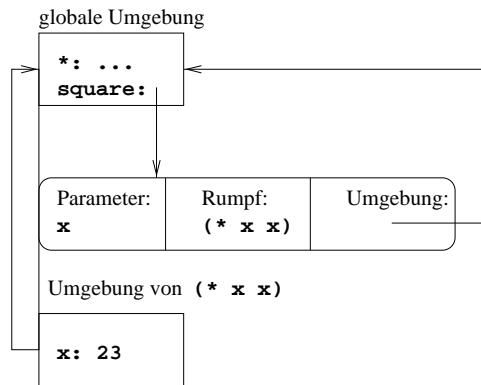 globale Umgebung
*: ...
square:
Parameter: Rumpf: Umgebung:
x (* x x)
Umgebung von (* x x)
x: 23